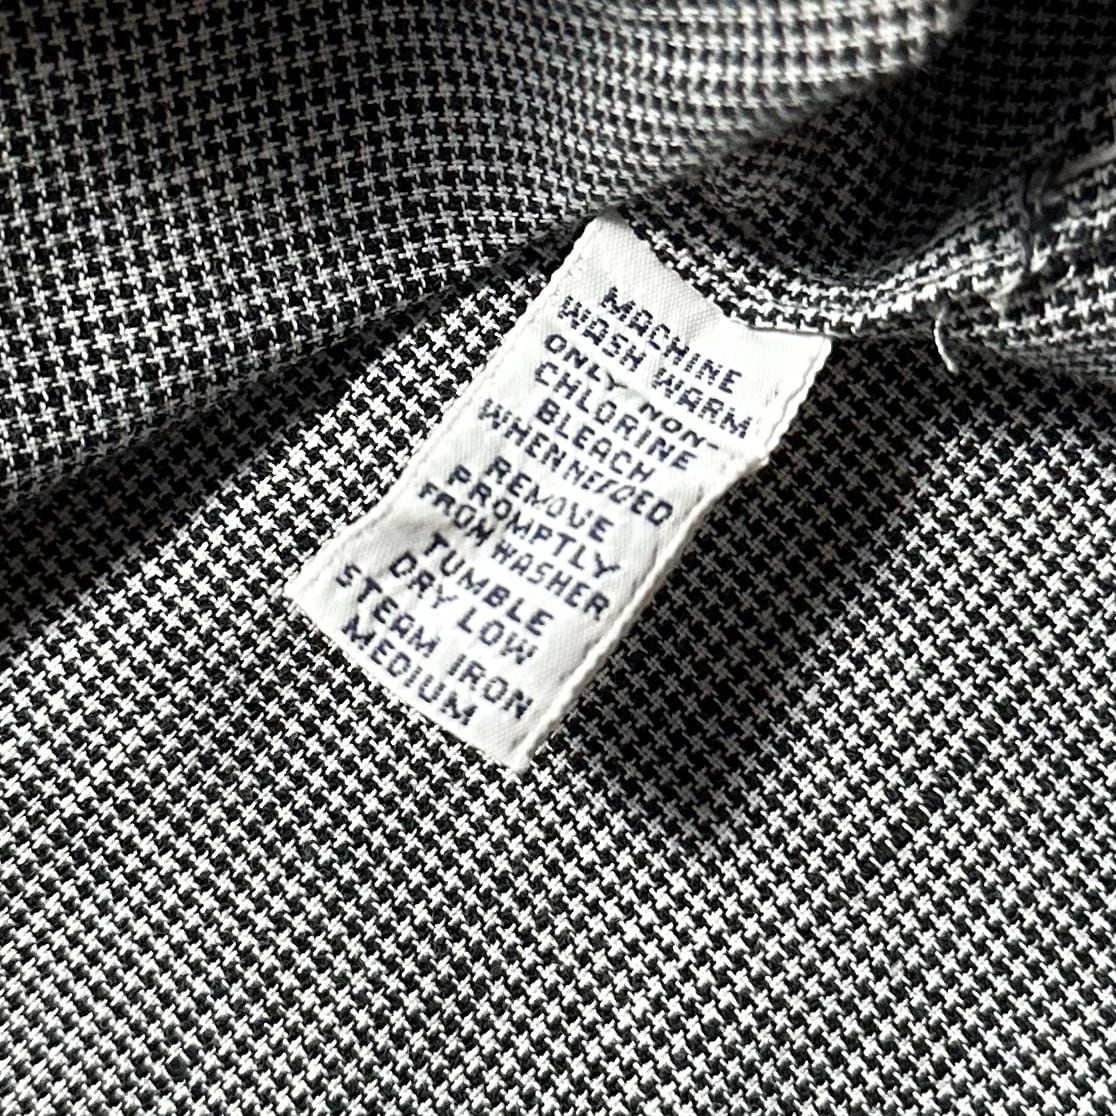 MACHINE
WASH WARM
ONLY NON-
CHLORINE
BLEACH
WHEN NEEDED
REMOVE
PROMPTLY
FROM WASHER
TUMBLE
DRY LOW
STEAM IRON
MEDIUM